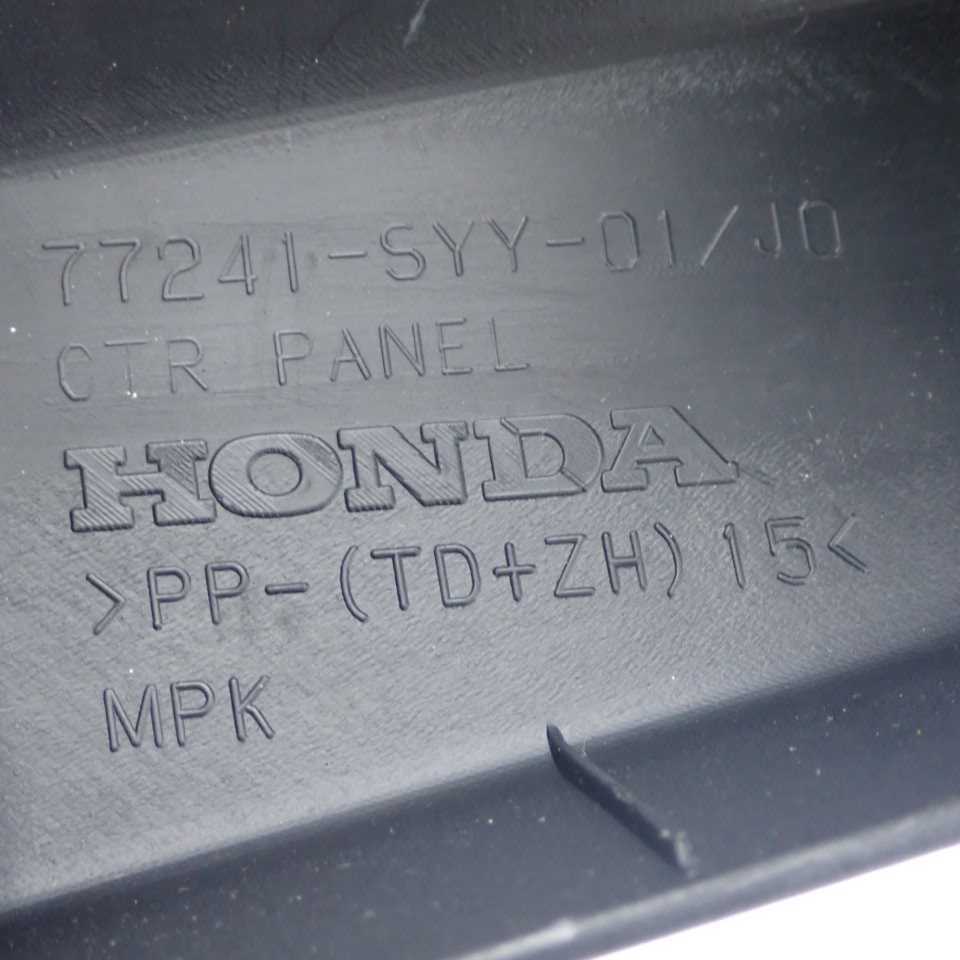 77241-SYY-01/J0
CTR PANEL
HONDA
>PP-(TD+ZH)15<
MPK